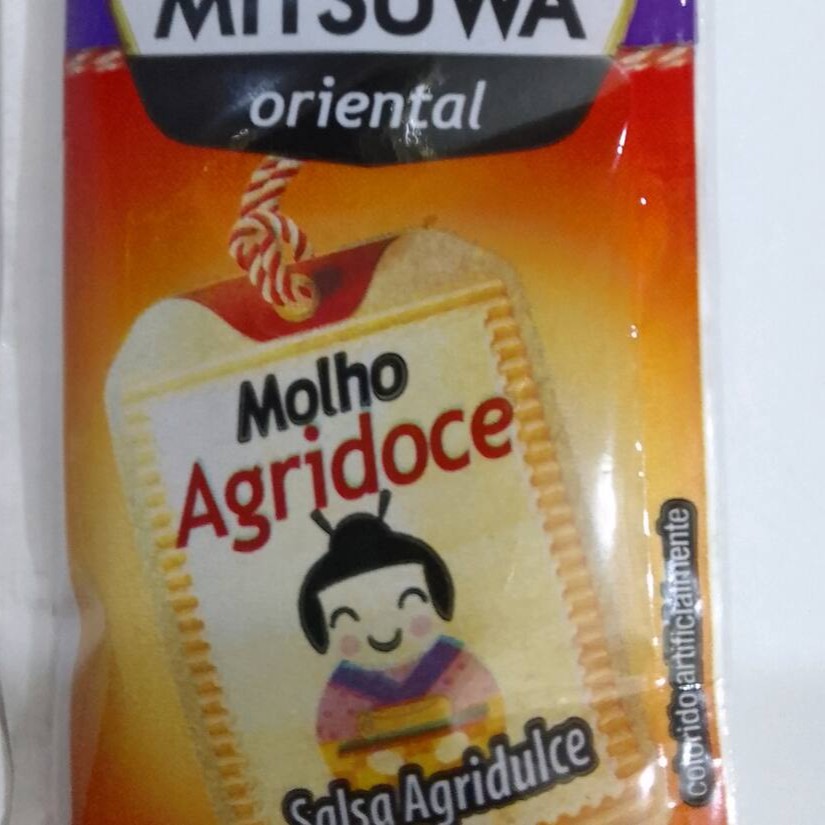 MITSUWA
oriental
Molho
Agridoce
Salsa Agridulce
colorido artificialmente